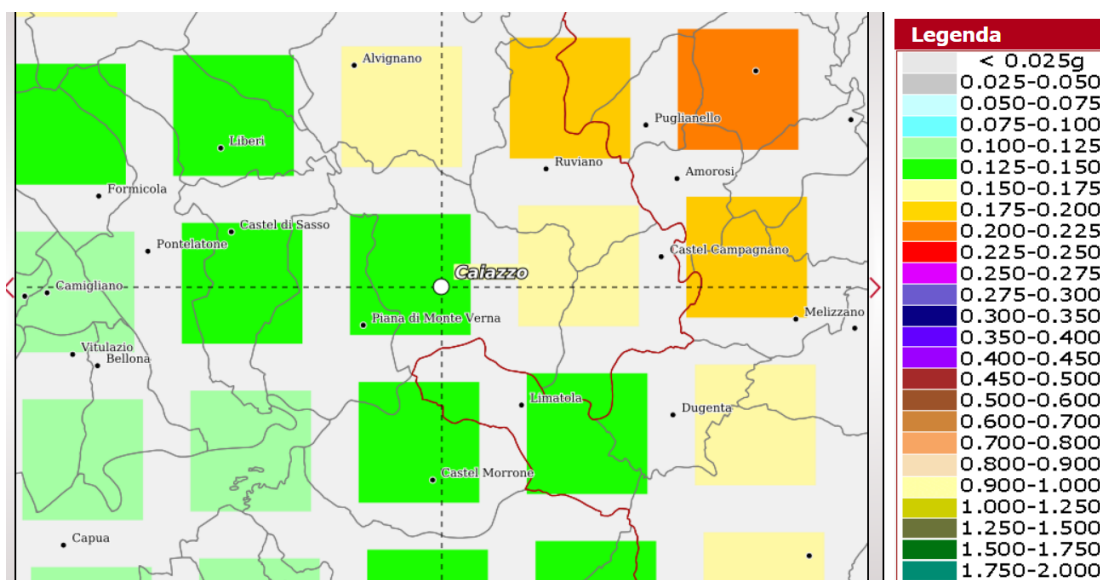 Alvignano
Puglianello
Liberi
Ruviano
Amorosi
Formicola
Castel di Sasso
Pontelatone
Castel Campagnano
Caiazzo
Camigliano
Piana di Monte Verna
Melizzano
Vitulazio
Bellona
Limatola
Dugenta
Castel Morrone
Capua
Legenda
< 0.025g
0.025-0.050
0.050-0.075
0.075-0.100
0.100-0.125
0.125-0.150
0.150-0.175
0.175-0.200
0.200-0.225
0.225-0.250
0.250-0.275
0.275-0.300
0.300-0.350
0.350-0.400
0.400-0.450
0.450-0.500
0.500-0.600
0.600-0.700
0.700-0.800
0.800-0.900
0.900-1.000
1.000-1.250
1.250-1.500
1.500-1.750
1.750-2.000